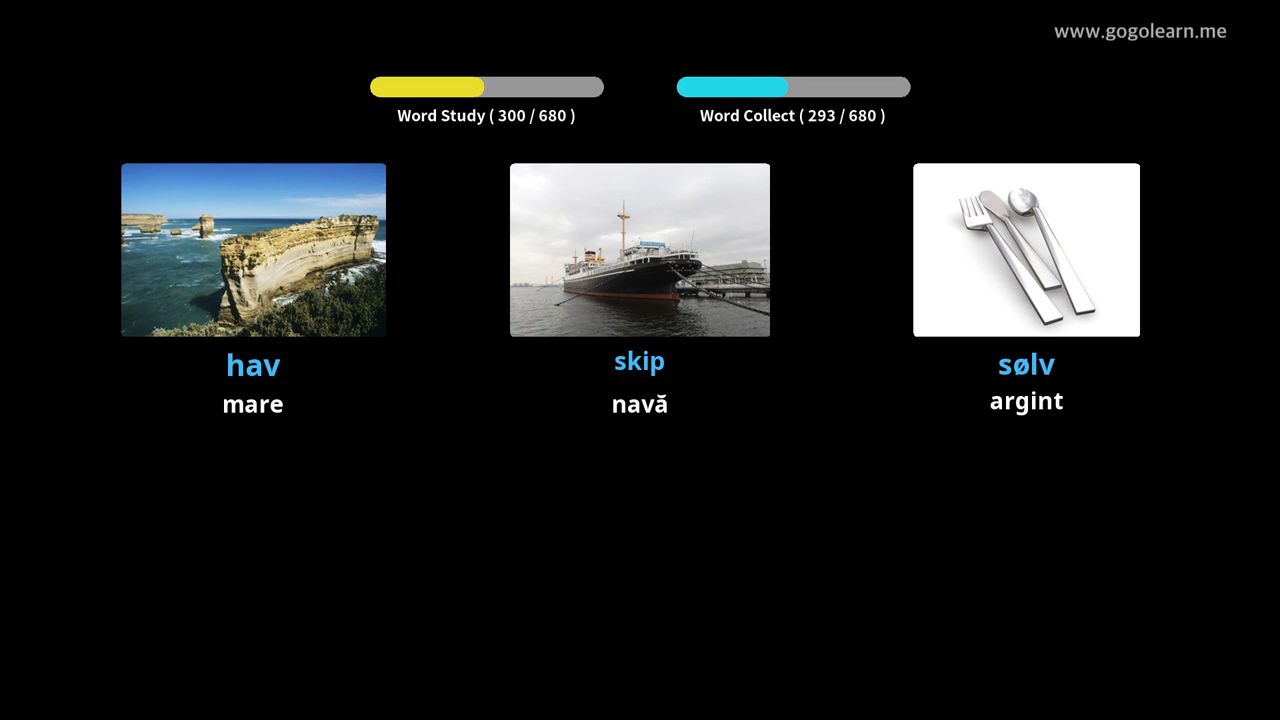 www.gogolearn.me
Word Study ( 300 / 680 )
Word Collect ( 293 / 680 )
hav
mare
skip
navă
sølv
argint